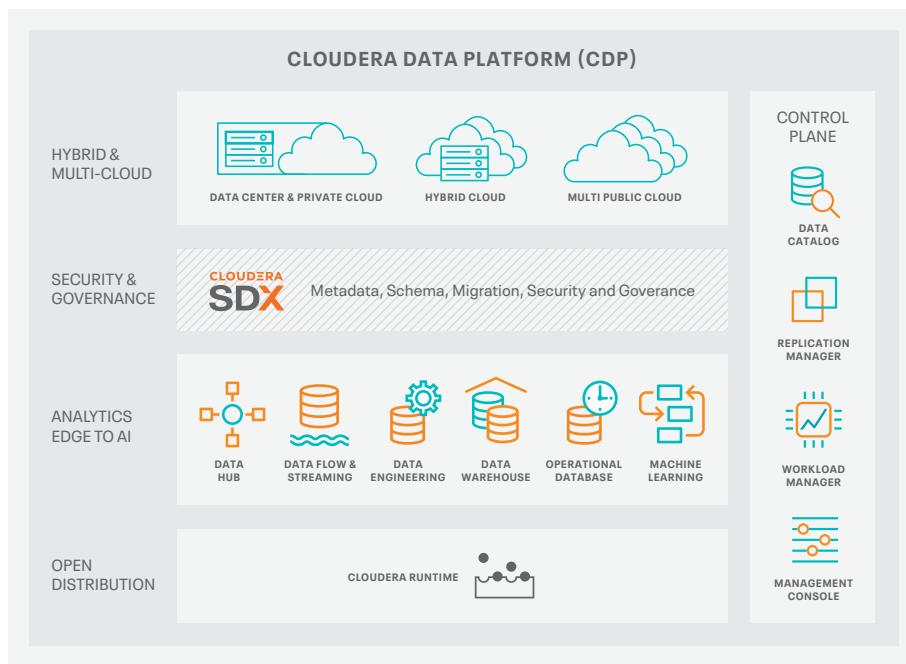 CLOUDERA DATA PLATFORM (CDP)
HYBRID &
MULTI-CLOUD
DATA CENTER & PRIVATE CLOUD
HYBRID CLOUD
MULTI PUBLIC CLOUD
SECURITY &
GOVERNANCE
CLOUDERA
SDX
Metadata, Schema, Migration, Security and Goverance
ANALYTICS
EDGE TO AI
DATA
HUB
DATA FLOW &
STREAMING
DATA
ENGINEERING
DATA
WAREHOUSE
OPERATIONAL
DATABASE
MACHINE
LEARNING
OPEN
DISTRIBUTION
CLOUDERA RUNTIME
CONTROL
PLANE
DATA
CATALOG
REPLICATION
MANAGER
WORKLOAD
MANAGER
MANAGEMENT
CONSOLE